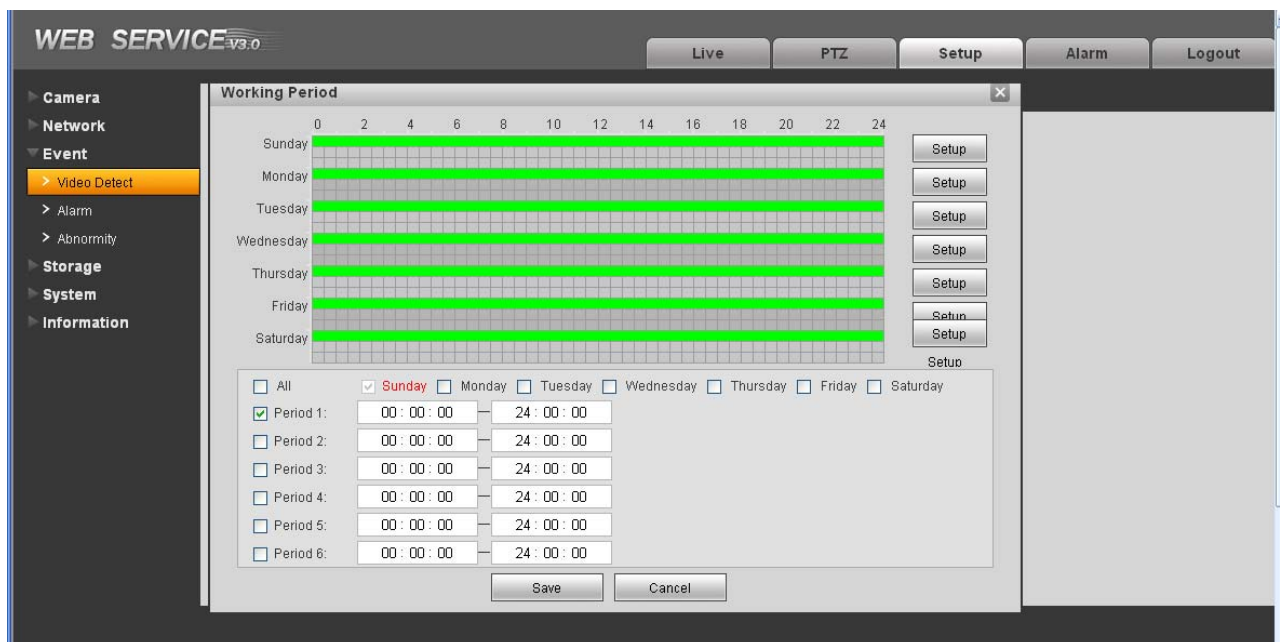 WEB SERVICE V3.0
Live PTZ Setup Alarm Logout
Camera
Network
Event
> Video Detect
> Alarm
> Abnormity
Storage
System
Information
Working Period
0 2 4 6 8 10 12 14 16 18 20 22 24
Sunday Setup
Monday Setup
Tuesday Setup
Wednesday Setup
Thursday Setup
Friday Setup
Saturday Setup
Setup
All Sunday Monday Tuesday Wednesday Thursday Friday Saturday
Period 1: 00 : 00 : 00 — 24 : 00 : 00
Period 2: 00 : 00 : 00 — 24 : 00 : 00
Period 3: 00 : 00 : 00 — 24 : 00 : 00
Period 4: 00 : 00 : 00 — 24 : 00 : 00
Period 5: 00 : 00 : 00 — 24 : 00 : 00
Period 6: 00 : 00 : 00 — 24 : 00 : 00
Save Cancel